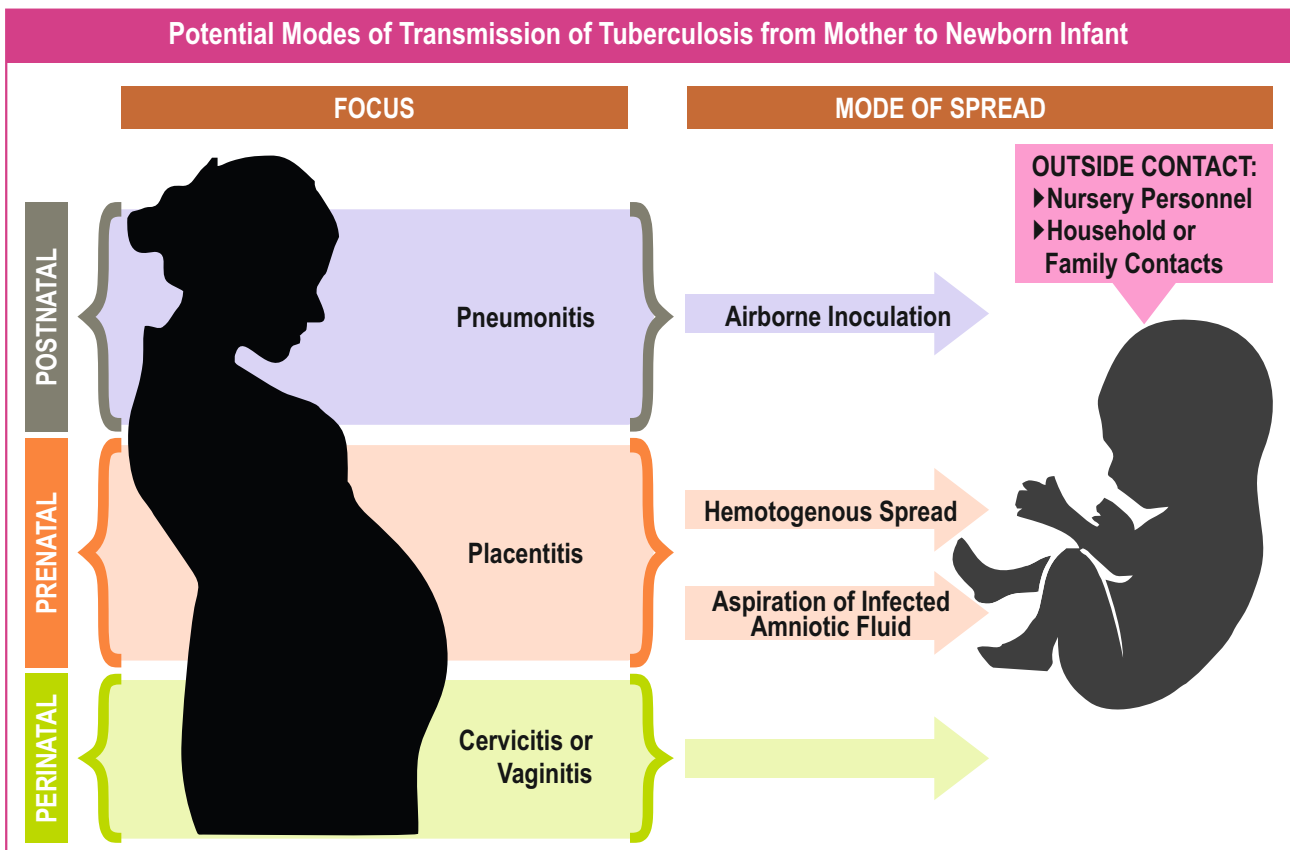 Potential Modes of Transmission of Tuberculosis from Mother to Newborn Infant
FOCUS
MODE OF SPREAD
OUTSIDE CONTACT:
Nursery Personnel
Household or
Family Contacts
POSTNATAL
Pneumonitis
Airborne Inoculation
PRENATAL
Placentitis
Hemotogenous Spread
Aspiration of Infected
Amniotic Fluid
PERINATAL
Cervicitis or
Vaginitis